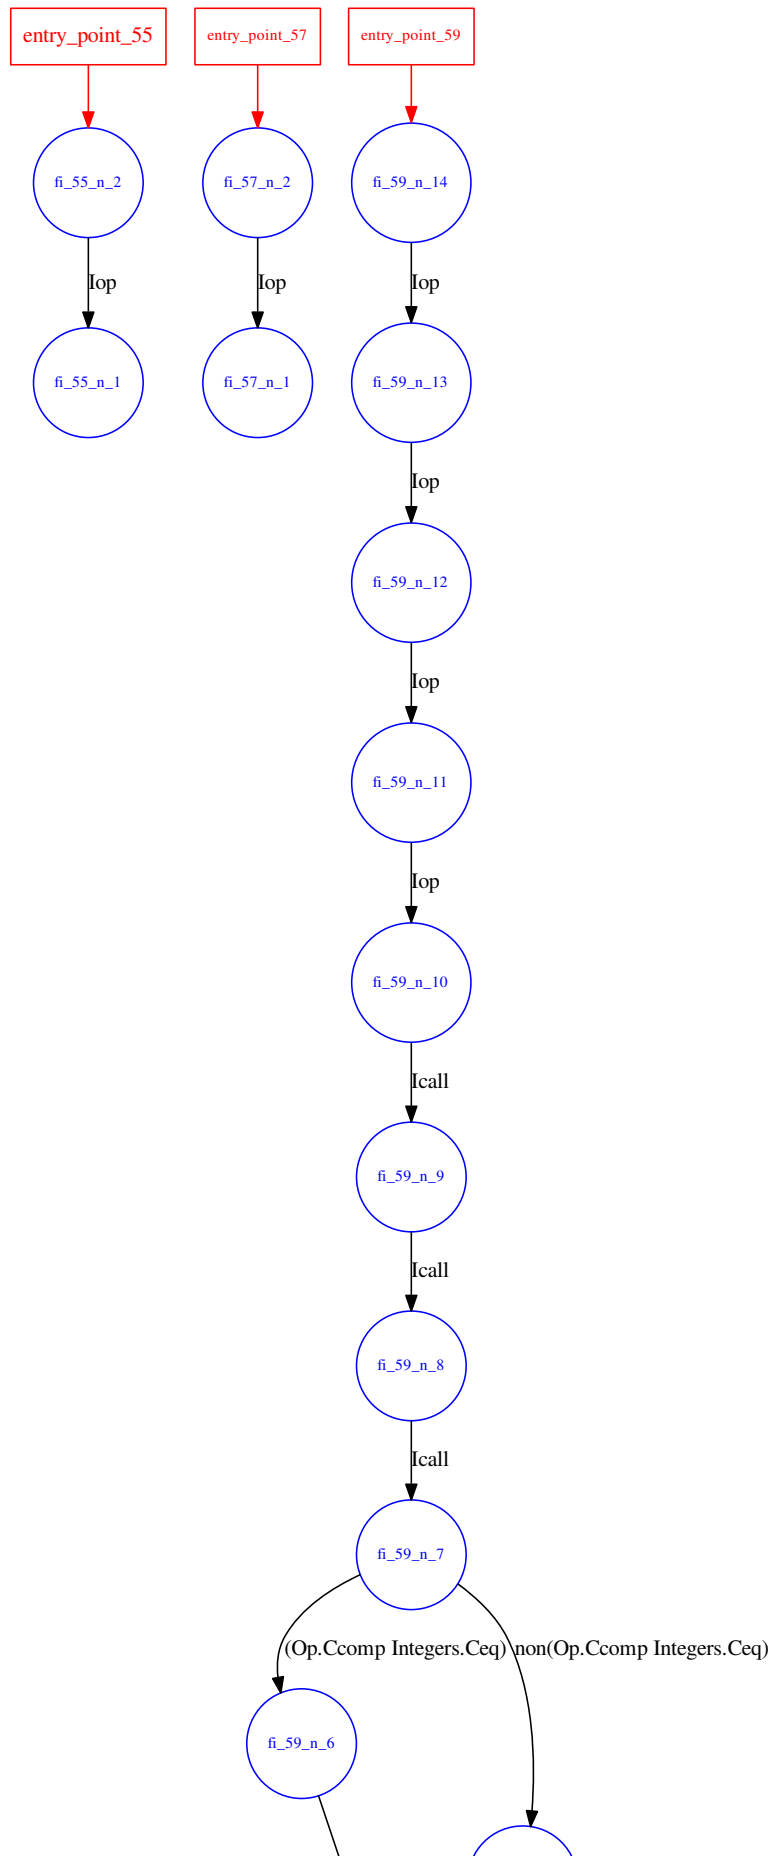 entry_point_55
entry_point_57
entry_point_59
fi_55_n_2
fi_57_n_2
fi_59_n_14
Iop
Iop
Iop
fi_55_n_1
fi_57_n_1
fi_59_n_13
Iop
fi_59_n_12
Iop
fi_59_n_11
Iop
fi_59_n_10
Icall
fi_59_n_9
Icall
fi_59_n_8
Icall
fi_59_n_7
(Op.Ccomp Integers.Ceq)
non(Op.Ccomp Integers.Ceq)
fi_59_n_6